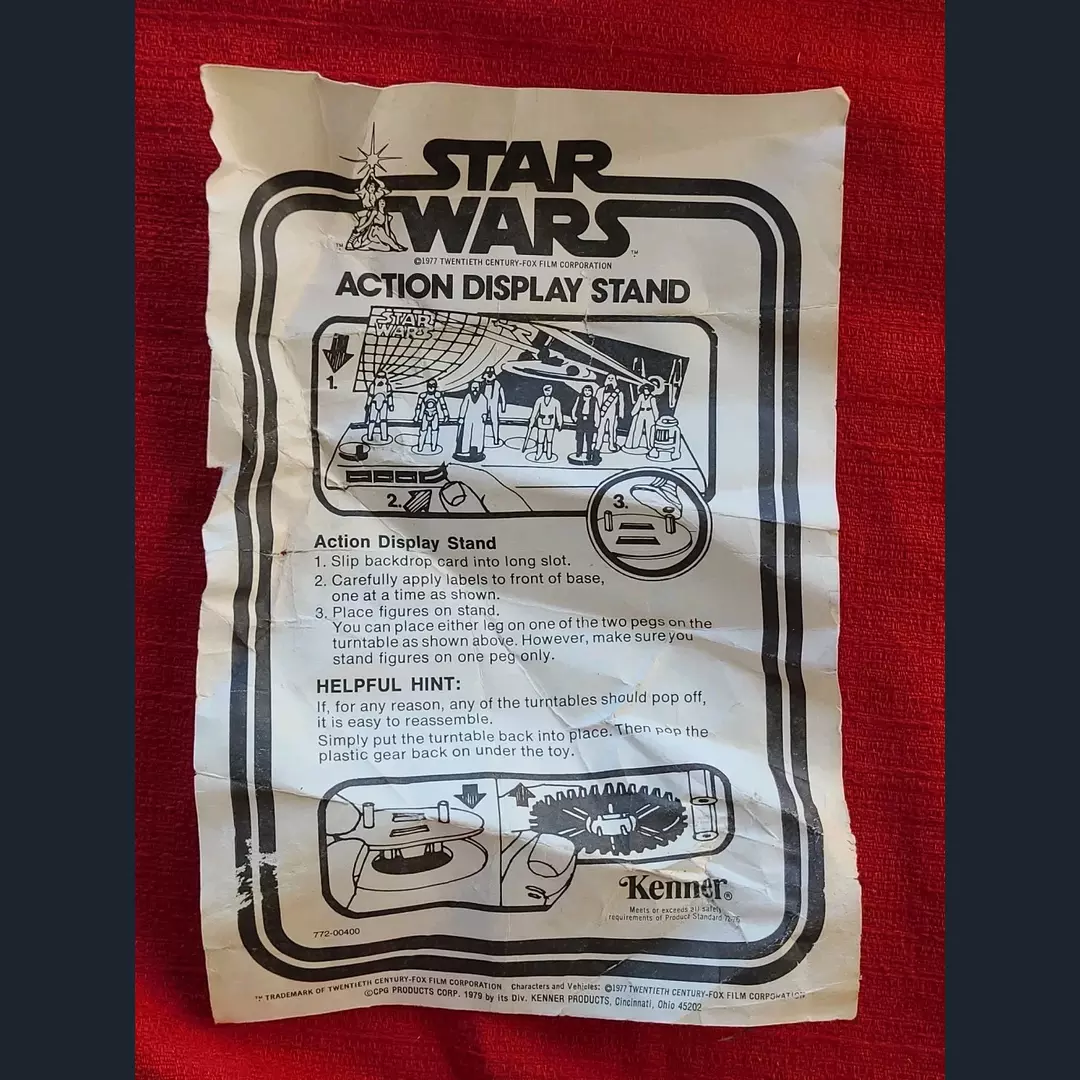 STAR
WARS
™ ™
©1977 TWENTIETH CENTURY-FOX FILM CORPORATION
ACTION DISPLAY STAND
STAR
WARS
1.
2.
3.
Action Display Stand
1. Slip backdrop card into long slot.
2. Carefully apply labels to front of base,
one at a time as shown.
3. Place figures on stand.
You can place either leg on one of the two pegs on the
turntable as shown above. However, make sure you
stand figures on one peg only.
HELPFUL HINT:
If, for any reason, any of the turntables should pop off,
it is easy to reassemble.
Simply put the turntable back into place. Then pop the
plastic gear back on under the toy.
Kenner®
Meets or exceeds all safety
requirements of Product Standard 72-76
772-00400
™ TRADEMARK OF TWENTIETH CENTURY-FOX FILM CORPORATION Characters and Vehicles: ©1977 TWENTIETH CENTURY-FOX FILM CORPORATION
©CPG PRODUCTS CORP. 1979 by its Div. KENNER PRODUCTS, Cincinnati, Ohio 45202